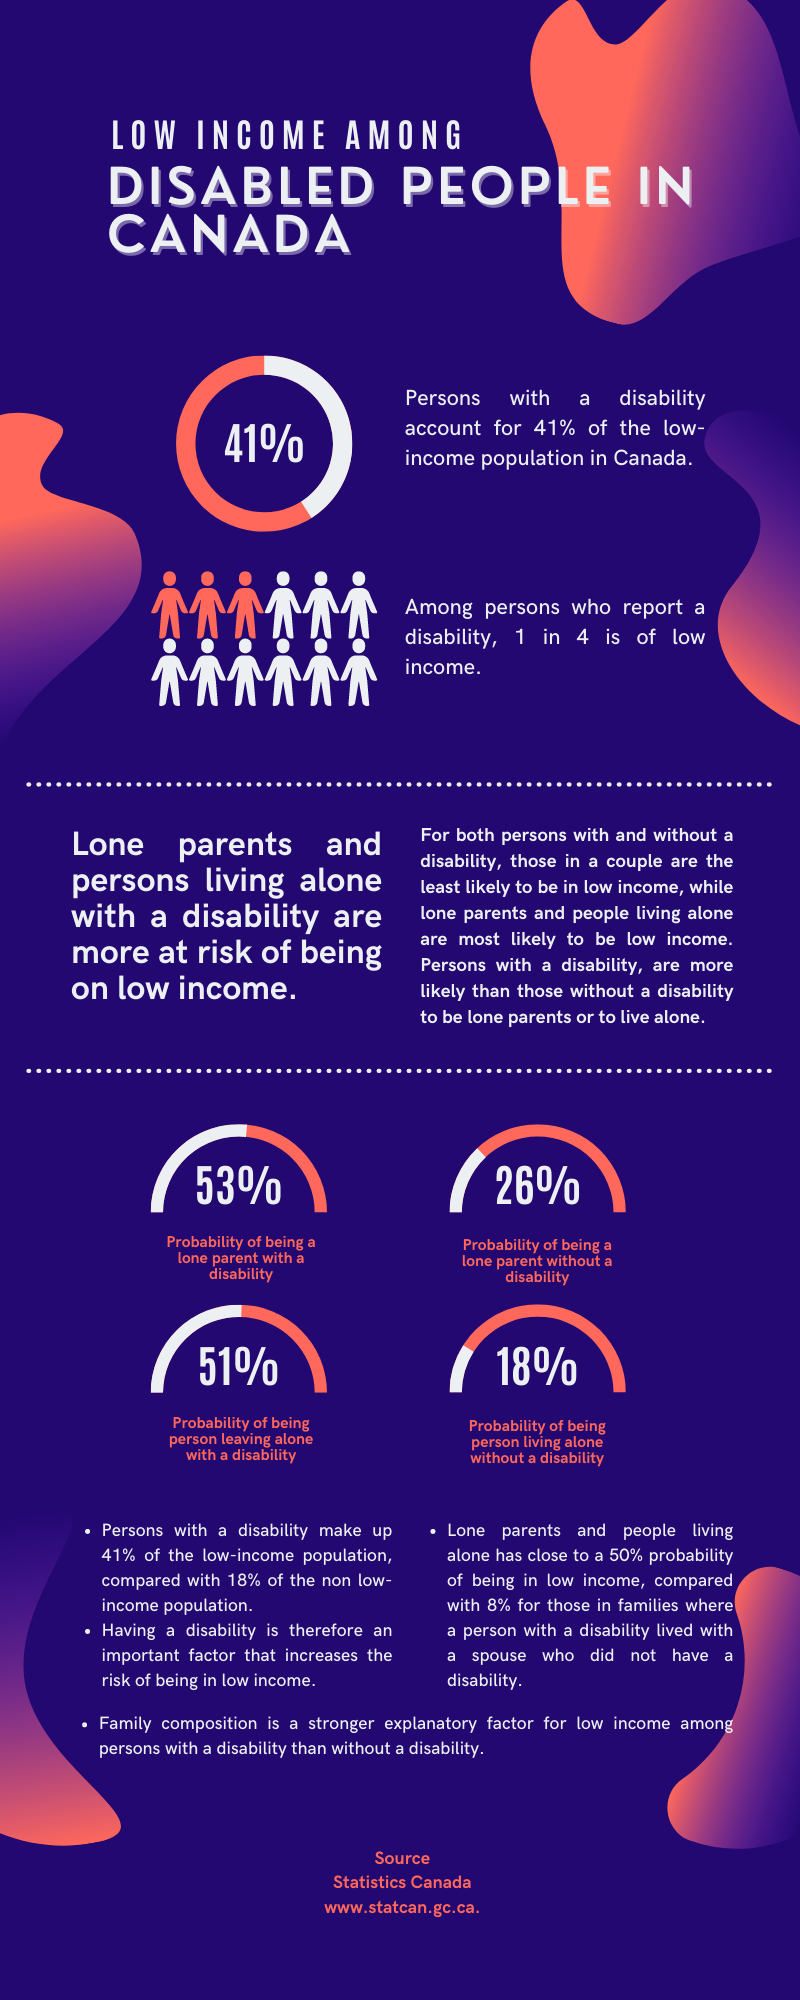 LOW INCOME AMONG
DISABLED PEOPLE IN
CANADA
41%
Persons with a disability
account for 41% of the low-
income population in Canada.
Among persons who report a
disability, 1 in 4 is of low
income.
Lone parents and
persons living alone
with a disability are
more at risk of being
on low income.
For both persons with and without a
disability, those in a couple are the
least likely to be in low income, while
lone parents and people living alone
are most likely to be low income.
Persons with a disability, are more
likely than those without a disability
to be lone parents or to live alone.
53%
Probability of being a
lone parent with a
disability
26%
Probability of being a
lone parent without a
disability
51%
Probability of being
person leaving alone
with a disability
18%
Probability of being
person living alone
without a disability
• Persons with a disability make up
41% of the low-income population,
compared with 18% of the non low-
income population.
• Having a disability is therefore an
important factor that increases the
risk of being in low income.
• Lone parents and people living
alone has close to a 50% probability
of being in low income, compared
with 8% for those in families where
a person with a disability lived with
a spouse who did not have a
disability.
• Family composition is a stronger explanatory factor for low income among
persons with a disability than without a disability.
Source
Statistics Canada
www.statcan.gc.ca.